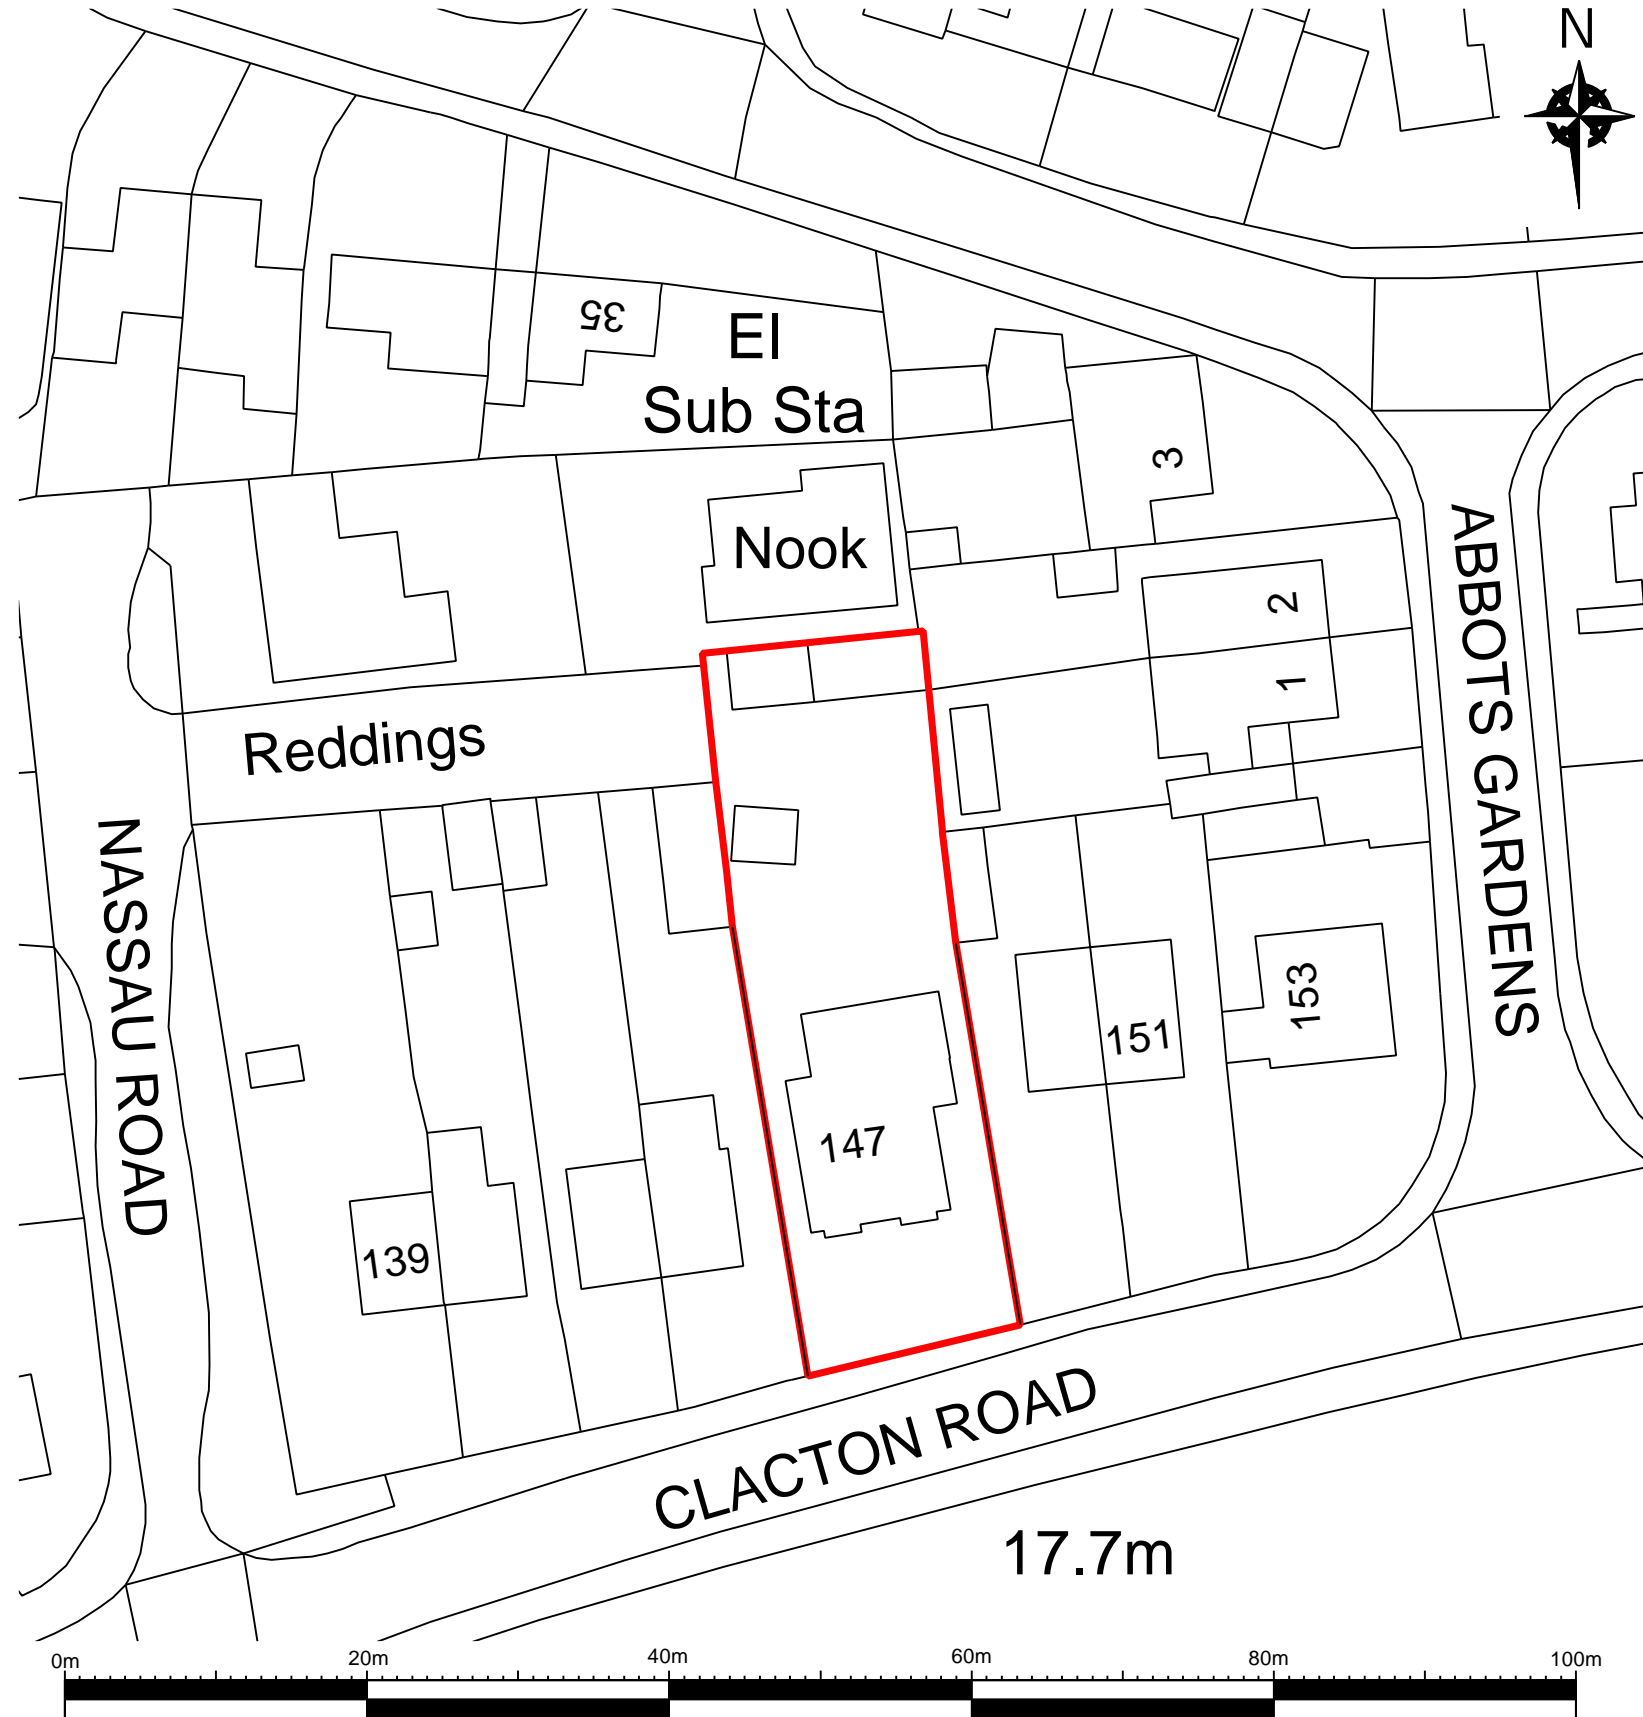 N
35
El
Sub Sta
3
Nook
2
1
ABBOTS GARDENS
Reddings
NASSAU ROAD
153
151
147
139
CLACTON ROAD
17.7m
0m 20m 40m 60m 80m 100m